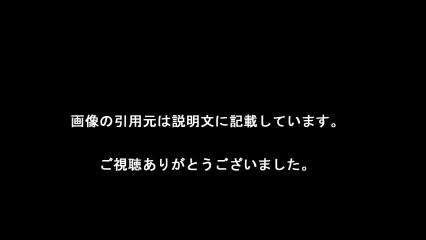 画像の引用元は説明文に記載しています。
ご視聴ありがとうございました。